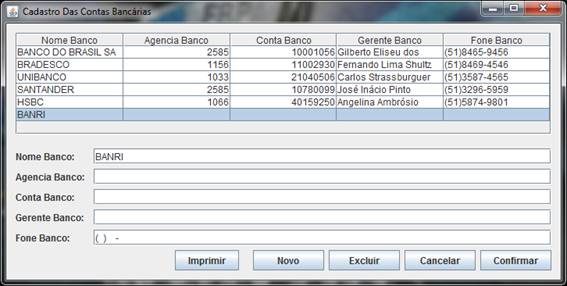 Cadastro Das Contas Bancárias
Nome Banco Agencia Banco Conta Banco Gerente Banco Fone Banco
BANCO DO BRASIL SA 2585 10001056 Gilberto Eliseu dos (51)8465-9456
BRADESCO 1156 11002930 Fernando Lima Shultz (51)8469-4546
UNIBANCO 1033 21040506 Carlos Strassburguer (51)3587-4565
SANTANDER 2585 10780099 José Inácio Pinto (51)3296-5959
HSBC 1066 40159250 Angelina Ambrósio (51)5874-9801
BANRI
Nome Banco: BANRI
Agencia Banco:
Conta Banco:
Gerente Banco:
Fone Banco: ( ) -
Imprimir Novo Excluir Cancelar Confirmar